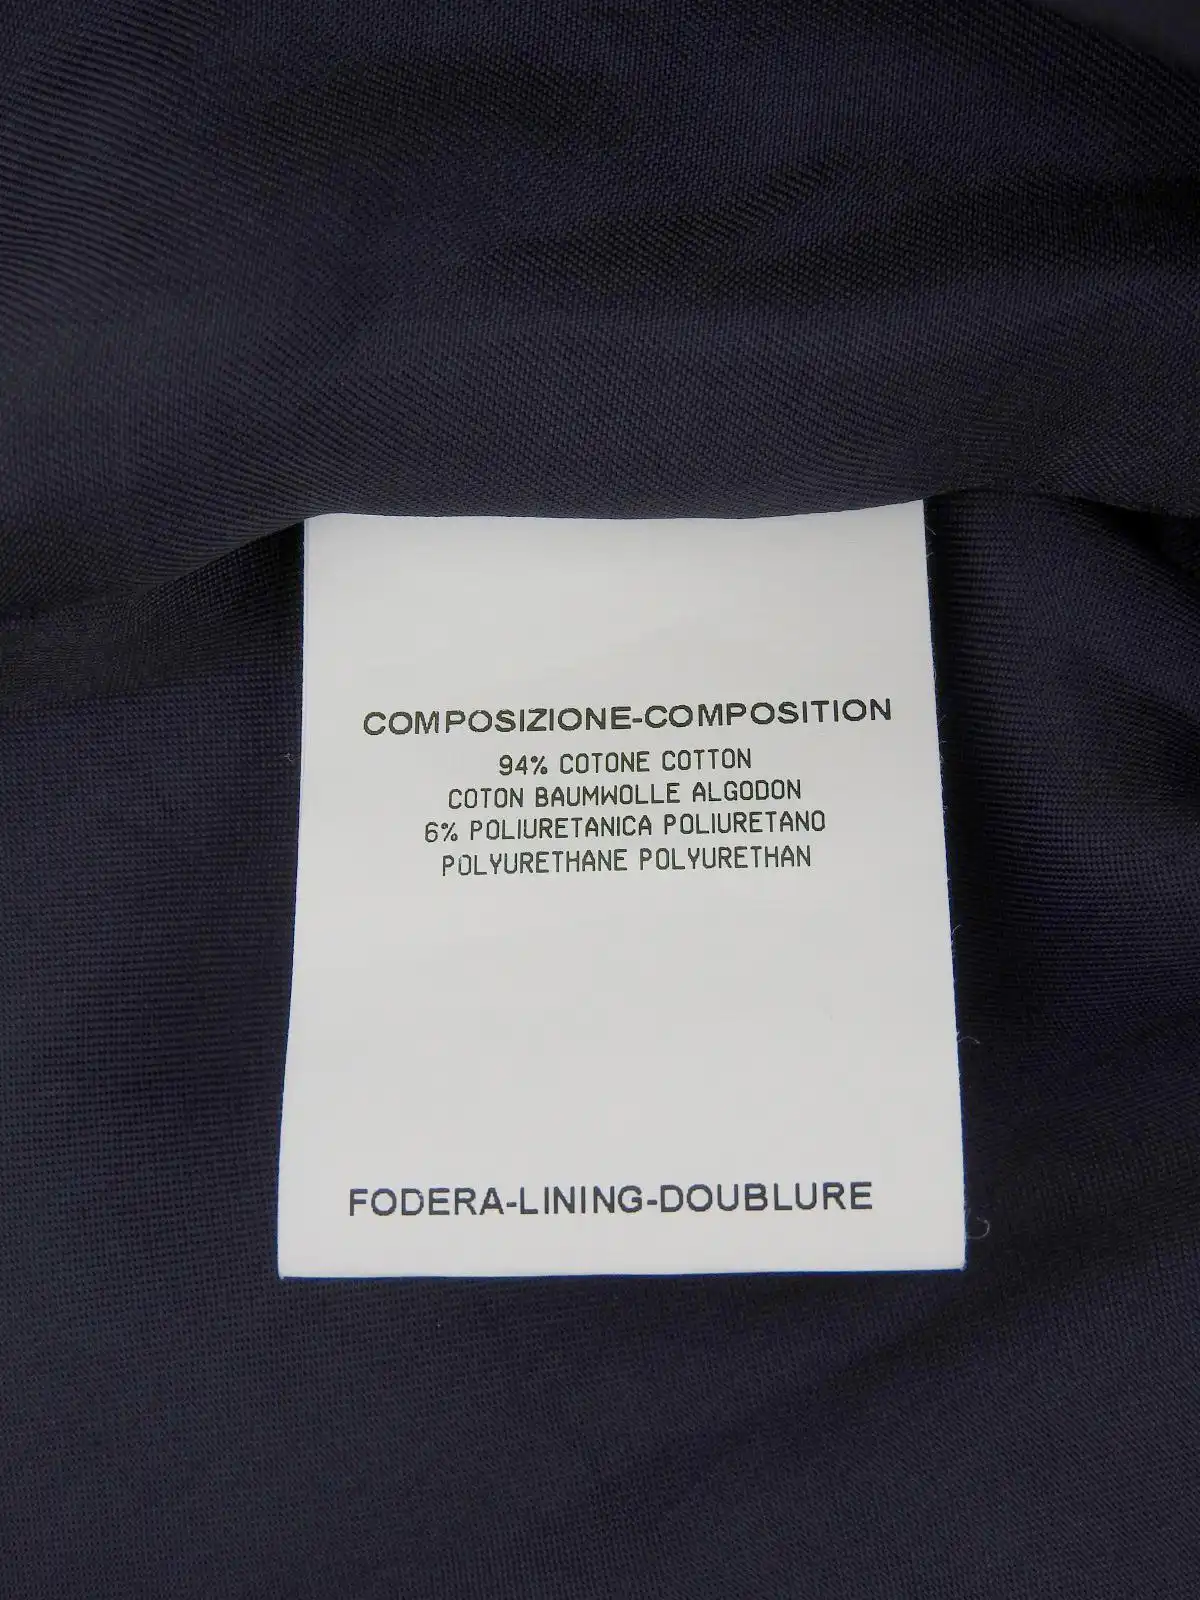 COMPOSIZIONE-COMPOSITION
94% COTONE COTTON
COTON BAUMWOLLE ALGODON
6% POLIURETANICA POLIURETANO
POLYURETHANE POLYURETHAN
FODERA-LINING-DOUBLURE